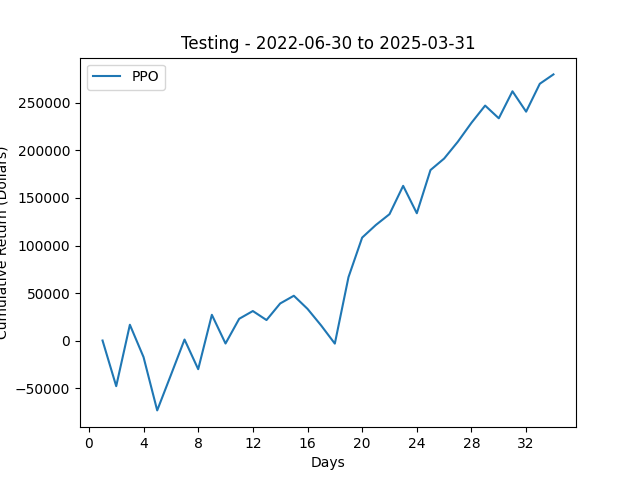 Testing - 2022-06-30 to 2025-03-31
PPO
Cumulative Return (Dollars)
250000
200000
150000
100000
50000
0
−50000
0 4 8 12 16 20 24 28 32
Days